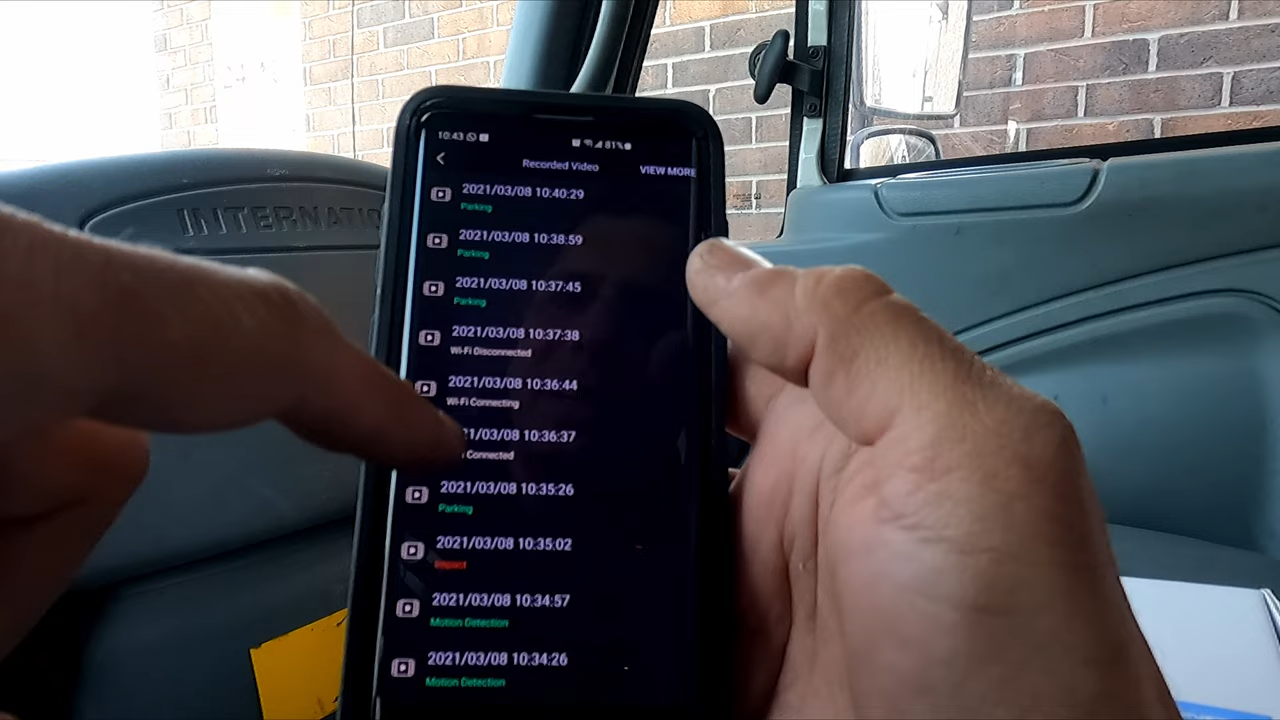 INTERNATIO
10:43 81%
Recorded Video VIEW MORE
2021/03/08 10:40:29
Parking
2021/03/08 10:38:59
Parking
2021/03/08 10:37:45
Parking
2021/03/08 10:37:38
Wi-Fi Disconnected
2021/03/08 10:36:44
Wi-Fi Connecting
21/03/08 10:36:37
Connected
2021/03/08 10:35:26
Parking
2021/03/08 10:35:02
Impact
2021/03/08 10:34:57
Motion Detection
2021/03/08 10:34:26
Motion Detection